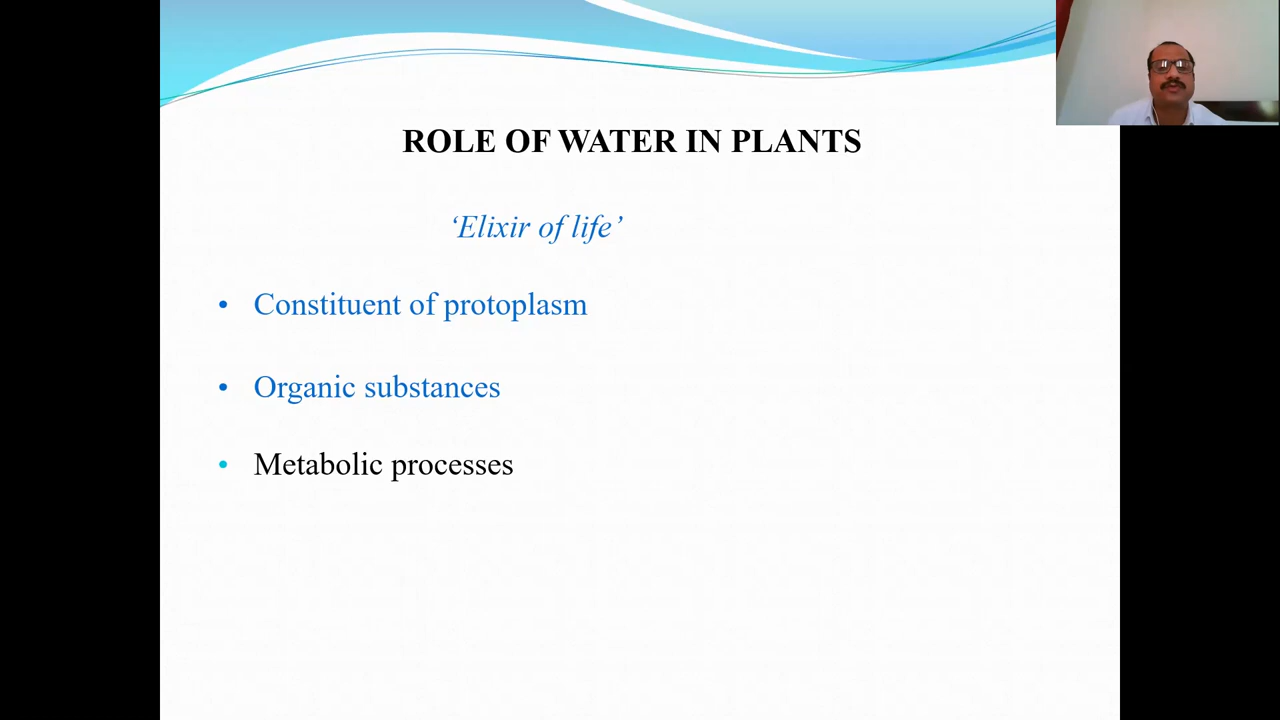 ROLE OF WATER IN PLANTS
‘Elixir of life’
• Constituent of protoplasm
• Organic substances
• Metabolic processes